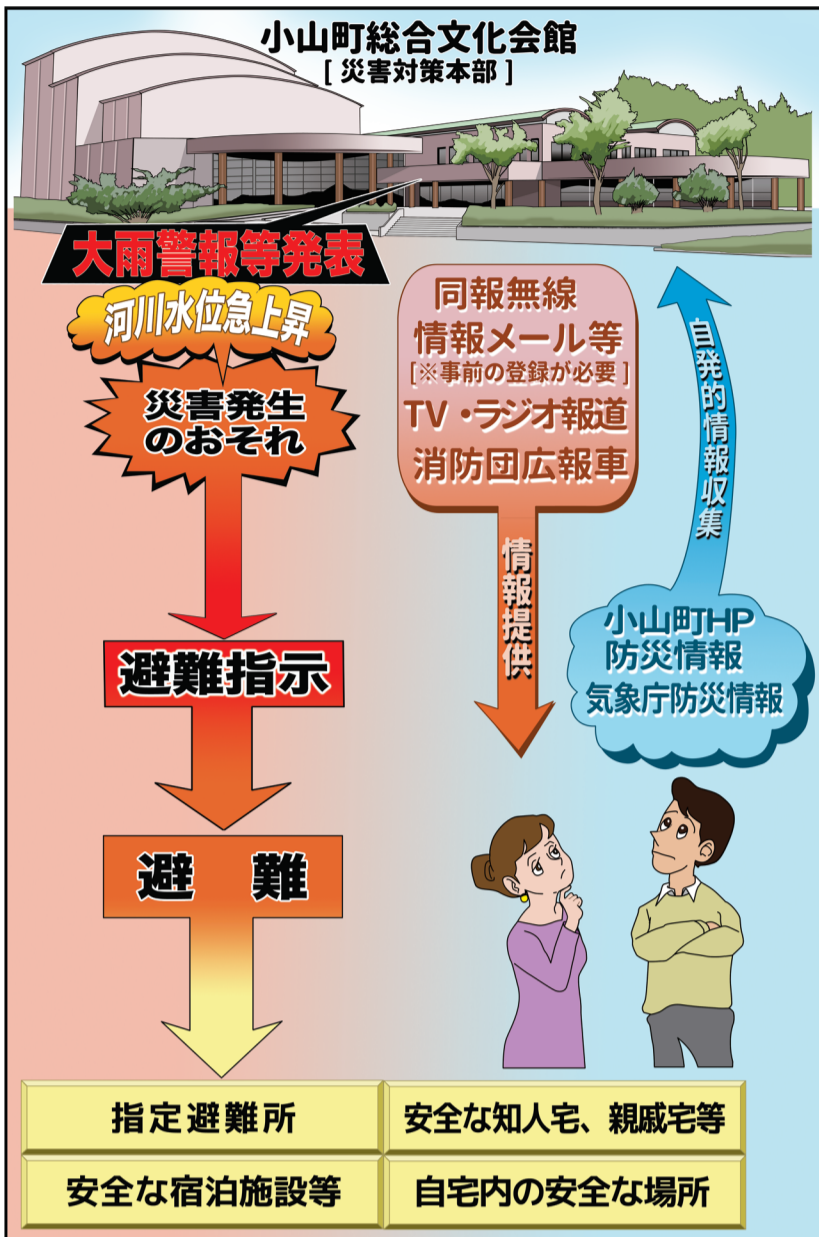 小山町総合文化会館
[ 災害対策本部 ]
大雨警報等発表
河川水位急上昇
災害発生
のおそれ
避難指示
避　難
同報無線
情報メール等
[※事前の登録が必要 ]
TV・ラジオ報道
消防団広報車
情報提供
自発的情報収集
小山町HP
防災情報
気象庁防災情報
指定避難所
安全な知人宅、親戚宅等
安全な宿泊施設等
自宅内の安全な場所